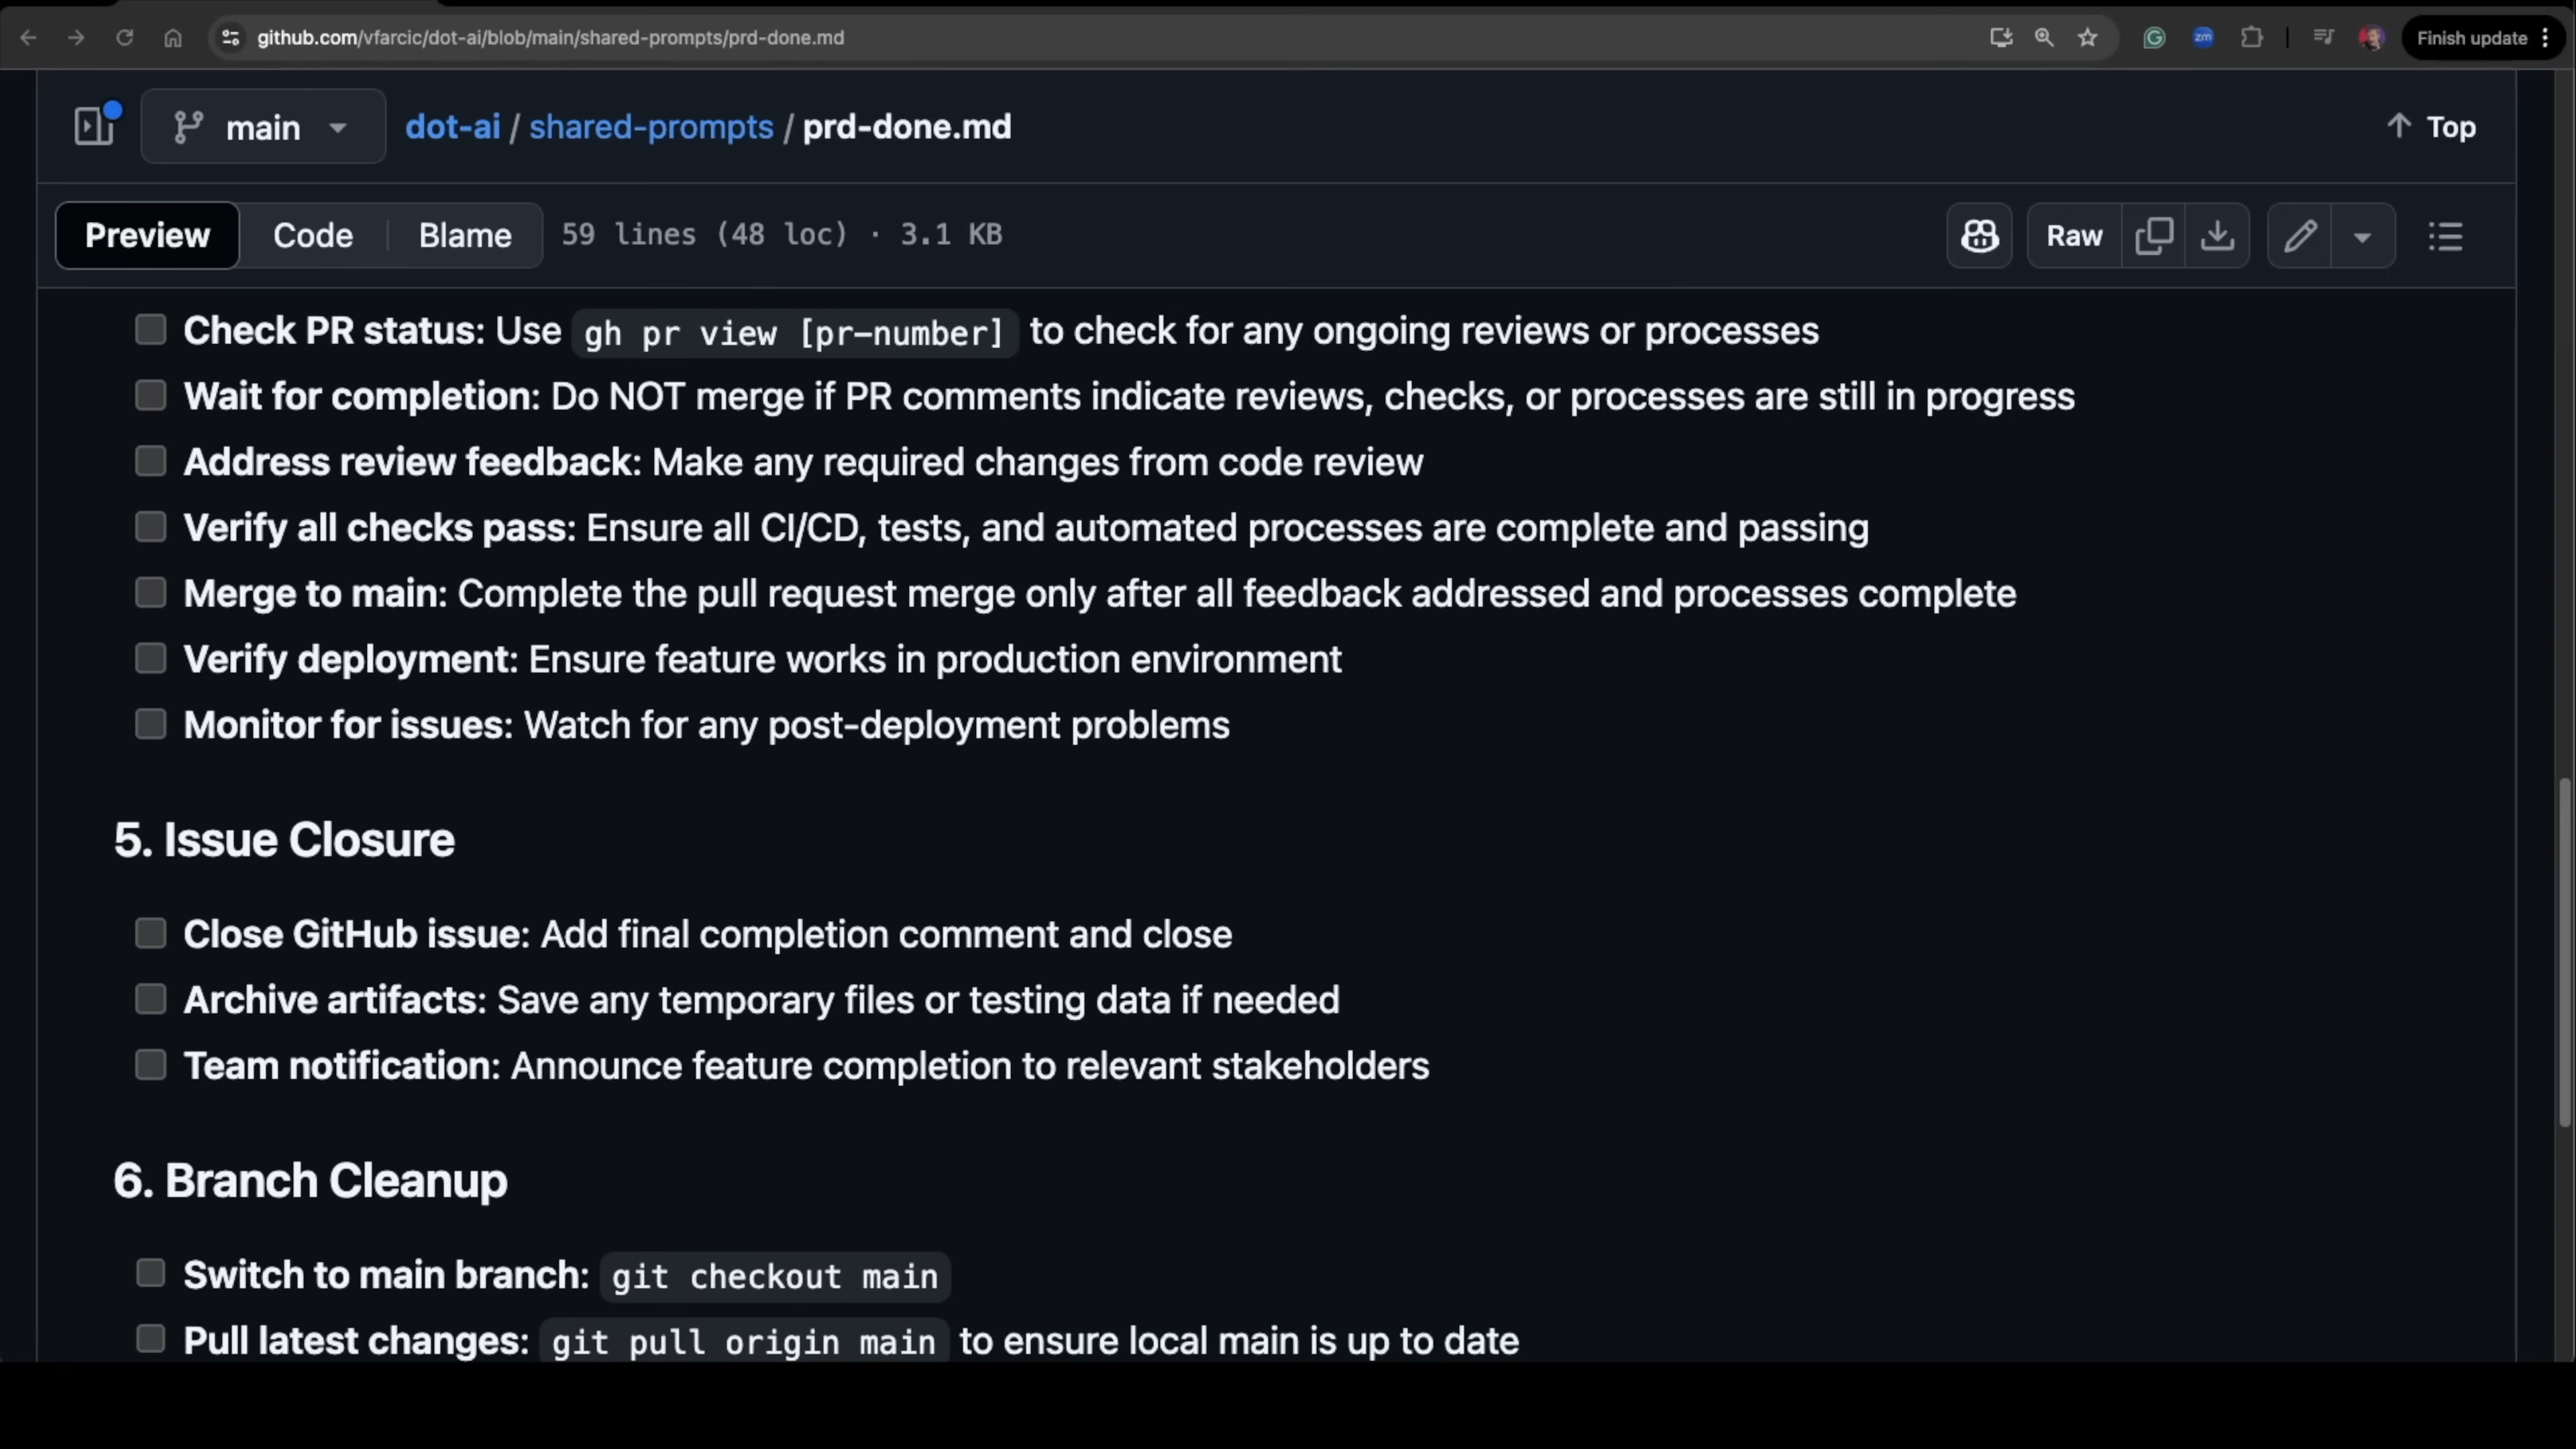 github.com/vfarcic/dot-ai/blob/main/shared-prompts/prd-done.md
Finish update
main
dot-ai / shared-prompts / prd-done.md
Top
Preview
Code
Blame
59 lines (48 loc) · 3.1 KB
Raw
Check PR status: Use gh pr view [pr-number] to check for any ongoing reviews or processes
Wait for completion: Do NOT merge if PR comments indicate reviews, checks, or processes are still in progress
Address review feedback: Make any required changes from code review
Verify all checks pass: Ensure all CI/CD, tests, and automated processes are complete and passing
Merge to main: Complete the pull request merge only after all feedback addressed and processes complete
Verify deployment: Ensure feature works in production environment
Monitor for issues: Watch for any post-deployment problems
5. Issue Closure
Close GitHub issue: Add final completion comment and close
Archive artifacts: Save any temporary files or testing data if needed
Team notification: Announce feature completion to relevant stakeholders
6. Branch Cleanup
Switch to main branch: git checkout main
Pull latest changes: git pull origin main to ensure local main is up to date